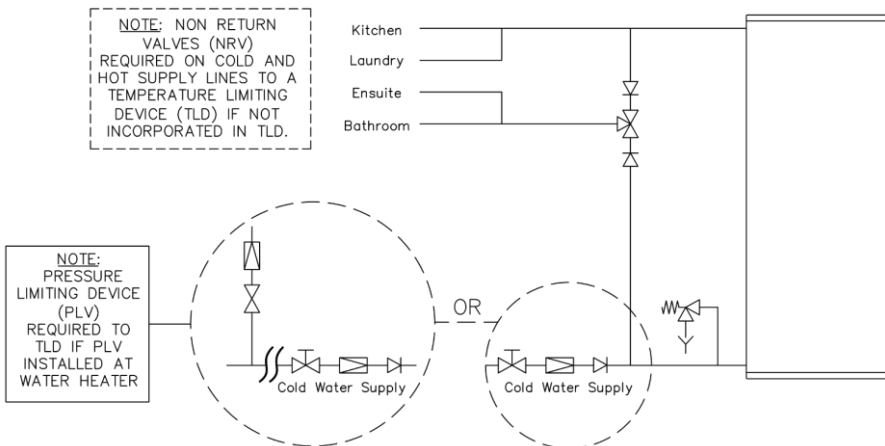 NOTE: NON RETURN
VALVES (NRV)
REQUIRED ON COLD AND
HOT SUPPLY LINES TO A
TEMPERATURE LIMITING
DEVICE (TLD) IF NOT
INCORPORATED IN TLD.
Kitchen
Laundry
Ensuite
Bathroom
NOTE:
PRESSURE
LIMITING DEVICE
(PLV)
REQUIRED TO
TLD IF PLV
INSTALLED AT
WATER HEATER
OR
Cold Water Supply
Cold Water Supply